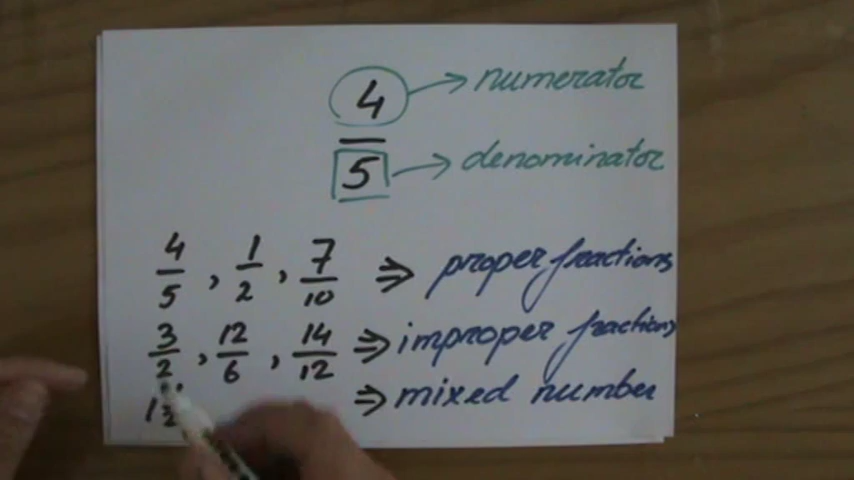 4 → numerator
5 → denominator
4/5 , 1/2 , 7/10 ⇒ proper fractions
3/2 , 12/6 , 14/12 ⇒ improper fractions
⇒ mixed number